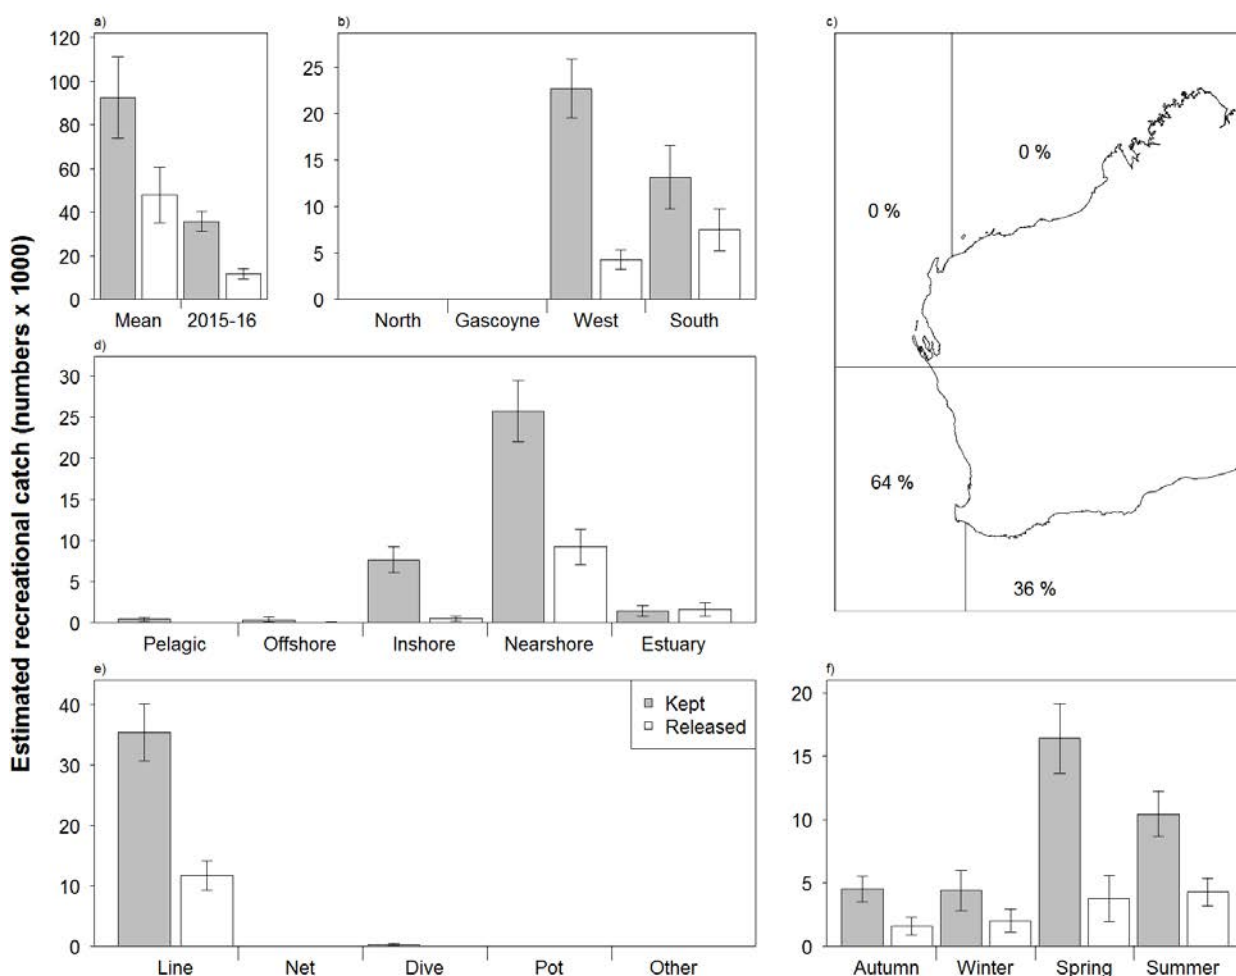 Estimated recreational catch (numbers x 1000)
a)
120
100
80
60
40
20
0
Mean 2015-16
b)
25
20
15
10
5
0
North Gascoyne West South
c)
0 %
0 %
64 %
36 %
d)
30
25
20
15
10
5
0
Pelagic Offshore Inshore Nearshore Estuary
e)
40
30
20
10
0
Kept
Released
Line Net Dive Pot Other
f)
20
15
10
5
0
Autumn Winter Spring Summer